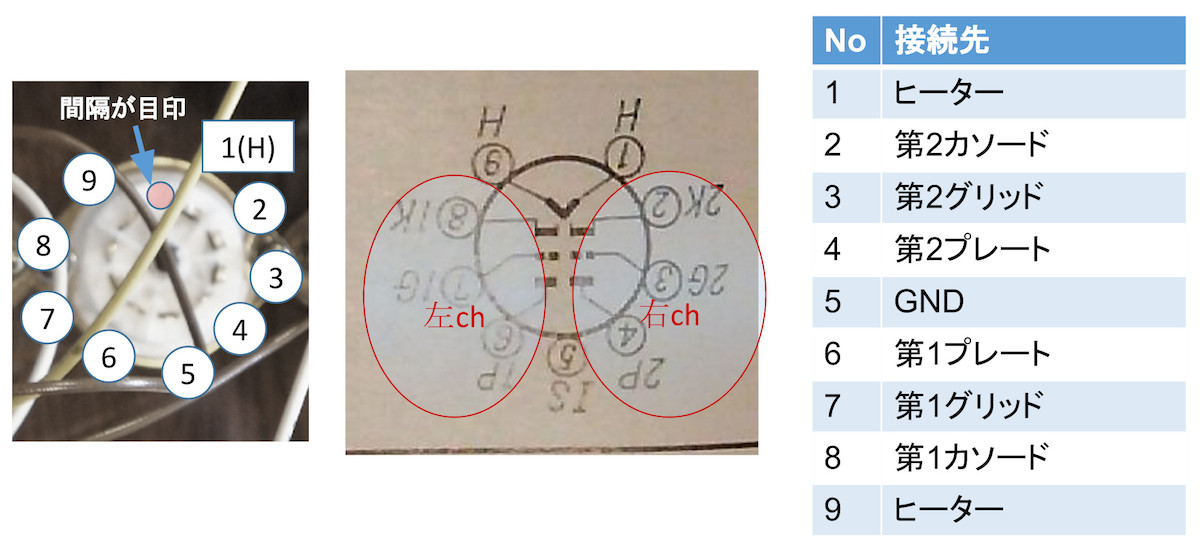 間隔が目印
1(H)
9
2
8
3
7
4
6
5
H
H
9
1
8
1K
2
2K
7
1G
3
2G
左ch
右ch
6
4
1P
5
2P
1S
No 接続先
1 ヒーター
2 第2カソード
3 第2グリッド
4 第2プレート
5 GND
6 第1プレート
7 第1グリッド
8 第1カソード
9 ヒーター